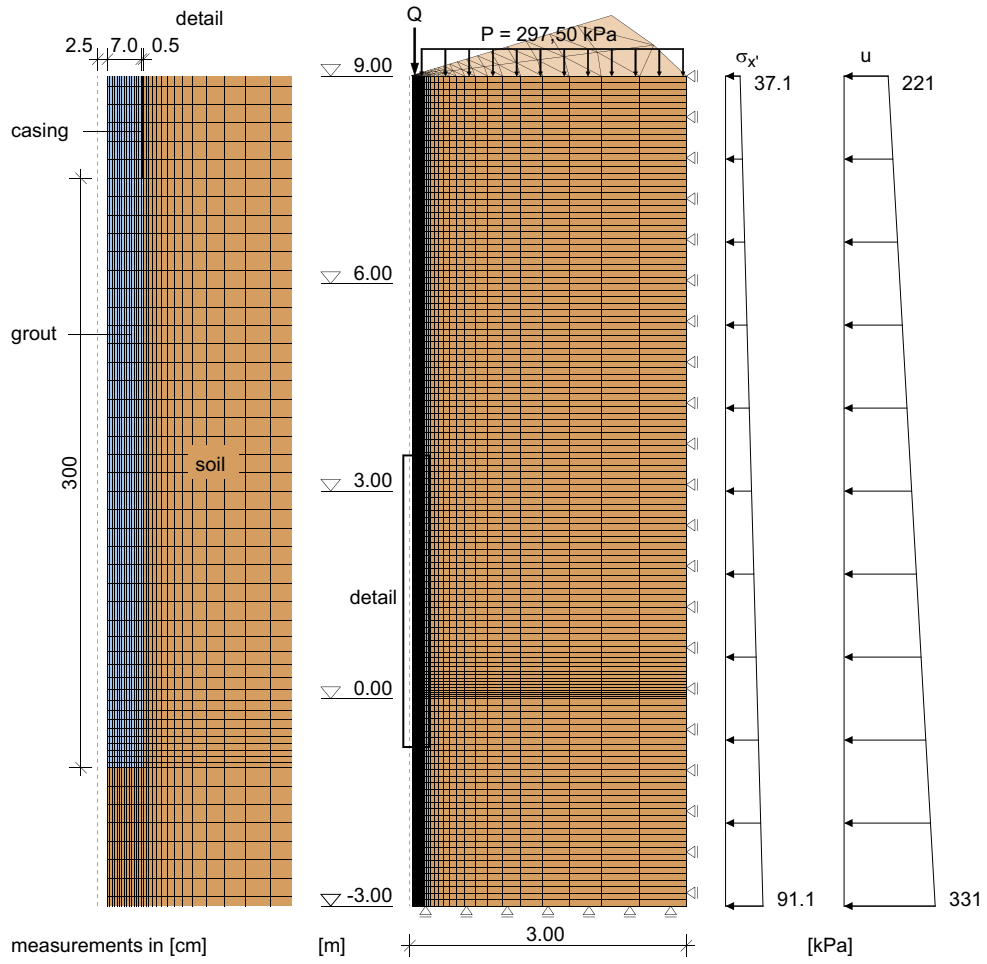 detail
2.5 7.0 0.5
casing
grout
300
soil
measurements in [cm]
Q
P = 297,50 kPa
9.00
6.00
3.00
detail
0.00
-3.00
[m]
3.00
σx'
37.1
91.1
u
221
331
[kPa]